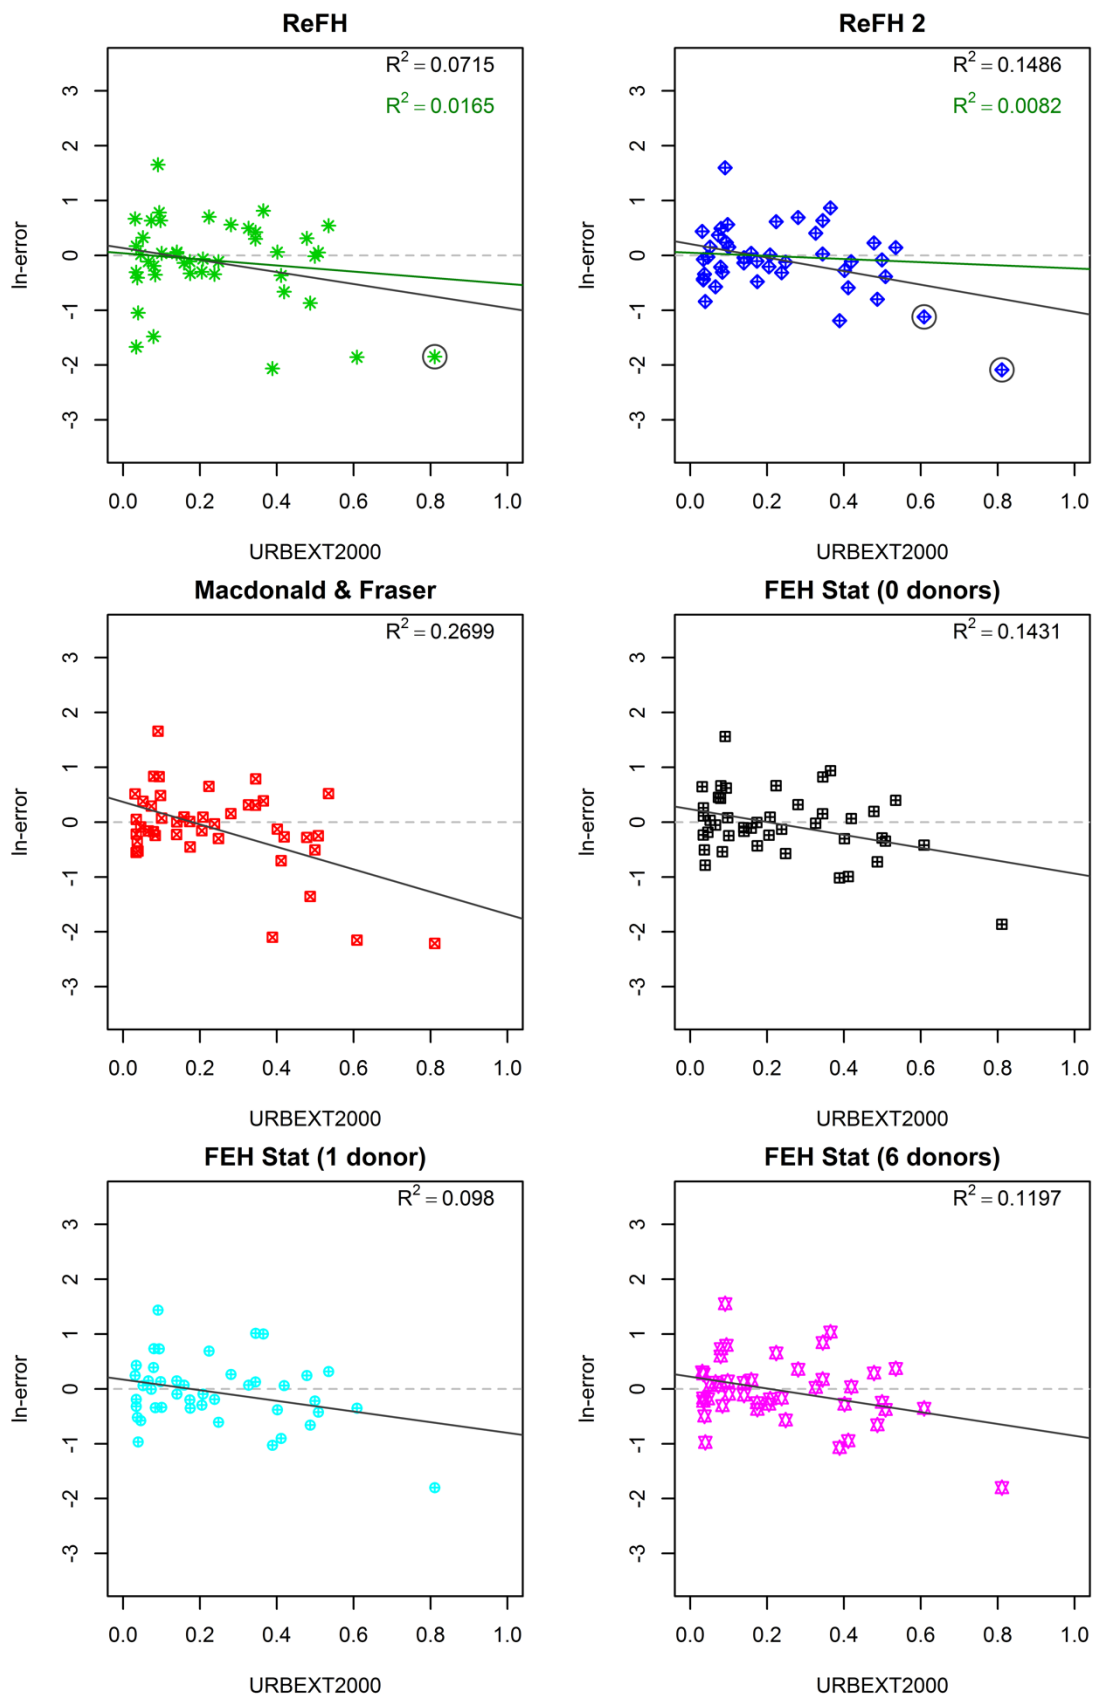 ReFH
R² = 0.0715
R² = 0.0165
3
2
1
0
-1
-2
-3
ln-error
0.0 0.2 0.4 0.6 0.8 1.0
URBEXT2000
ReFH 2
R² = 0.1486
R² = 0.0082
3
2
1
0
-1
-2
-3
ln-error
0.0 0.2 0.4 0.6 0.8 1.0
URBEXT2000
Macdonald & Fraser
R² = 0.2699
3
2
1
0
-1
-2
-3
ln-error
0.0 0.2 0.4 0.6 0.8 1.0
URBEXT2000
FEH Stat (0 donors)
R² = 0.1431
3
2
1
0
-1
-2
-3
ln-error
0.0 0.2 0.4 0.6 0.8 1.0
URBEXT2000
FEH Stat (1 donor)
R² = 0.098
3
2
1
0
-1
-2
-3
ln-error
0.0 0.2 0.4 0.6 0.8 1.0
URBEXT2000
FEH Stat (6 donors)
R² = 0.1197
3
2
1
0
-1
-2
-3
ln-error
0.0 0.2 0.4 0.6 0.8 1.0
URBEXT2000